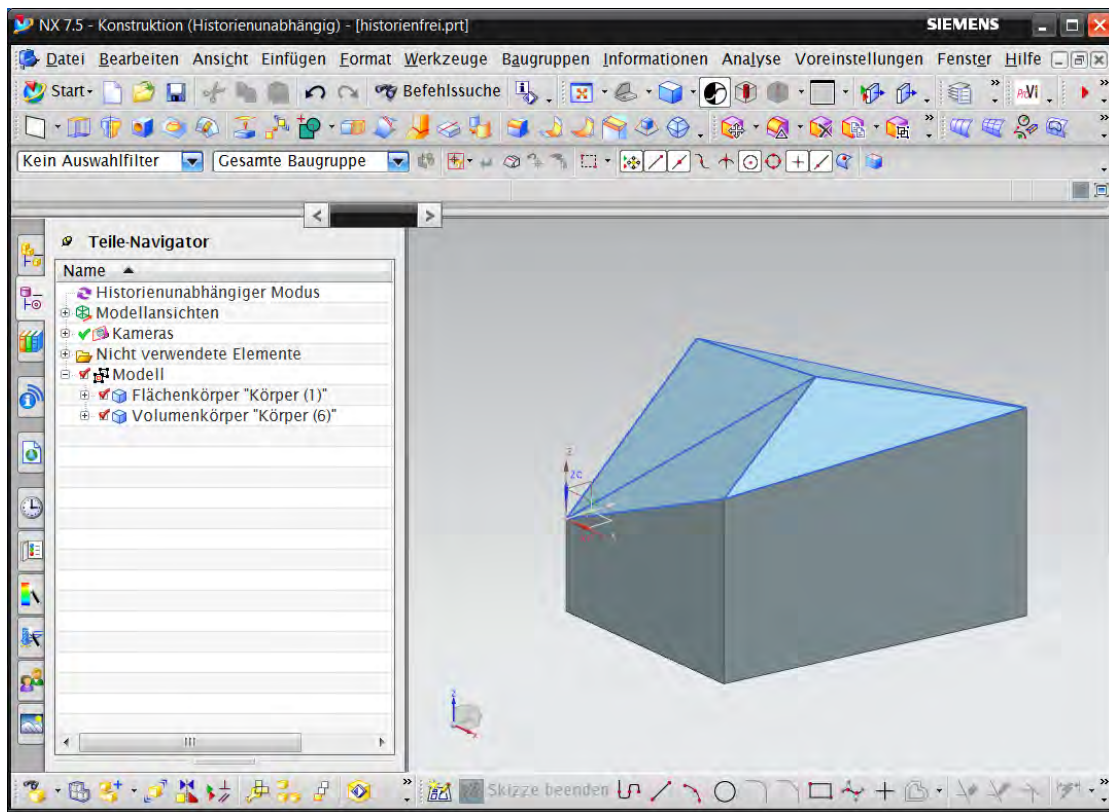 NX 7.5 - Konstruktion (Historienunabhängig) - [historienfrei.prt]
SIEMENS
Datei Bearbeiten Ansicht Einfügen Format Werkzeuge Baugruppen Informationen Analyse Voreinstellungen Fenster Hilfe
Start
Befehlssuche
Kein Auswahlfilter
Gesamte Baugruppe
Teile-Navigator
Name
Historienunabhängiger Modus
Modellansichten
Kameras
Nicht verwendete Elemente
Modell
Flächenkörper "Körper (1)"
Volumenkörper "Körper (6)"
Z
ZC
X
Z
X
Skizze beenden